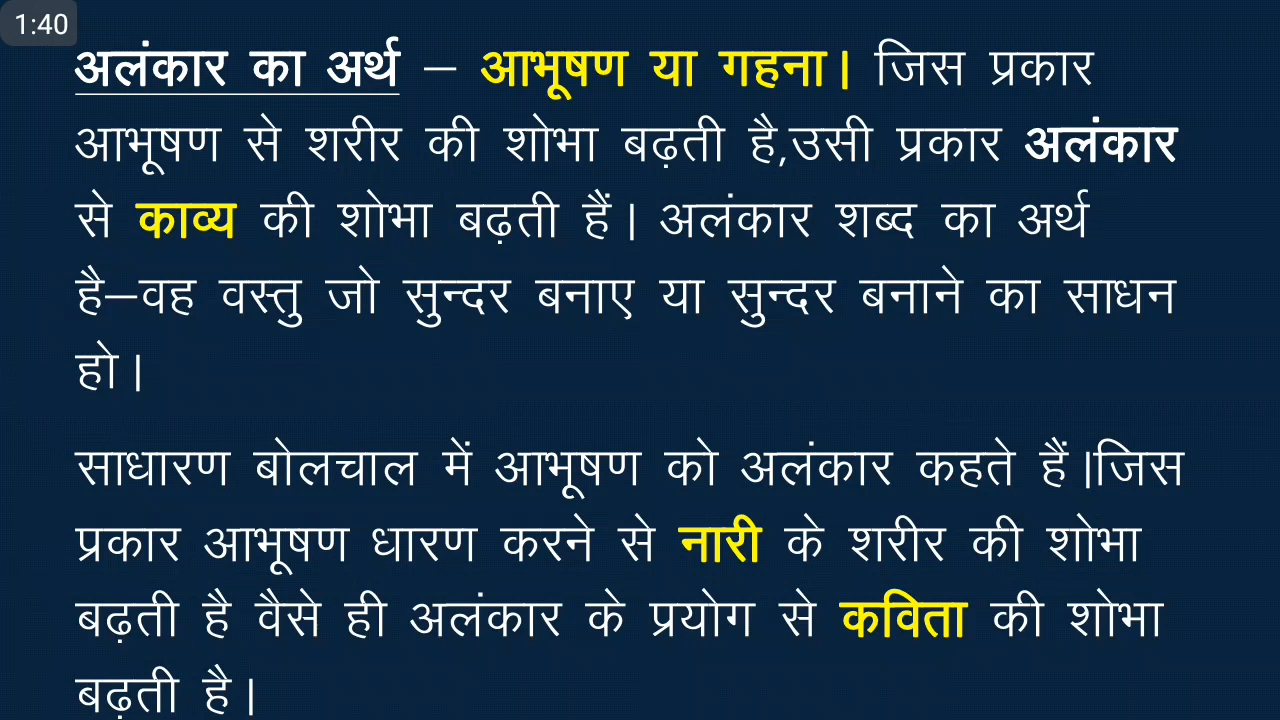 1:40
अलंकार का अर्थ – आभूषण या गहना। जिस प्रकार
आभूषण से शरीर की शोभा बढ़ती है,उसी प्रकार अलंकार
से काव्य की शोभा बढ़ती हैं। अलंकार शब्द का अर्थ
है–वह वस्तु जो सुन्दर बनाए या सुन्दर बनाने का साधन
हो।
साधारण बोलचाल में आभूषण को अलंकार कहते हैं।जिस
प्रकार आभूषण धारण करने से नारी के शरीर की शोभा
बढ़ती है वैसे ही अलंकार के प्रयोग से कविता की शोभा
बढ़ती है।